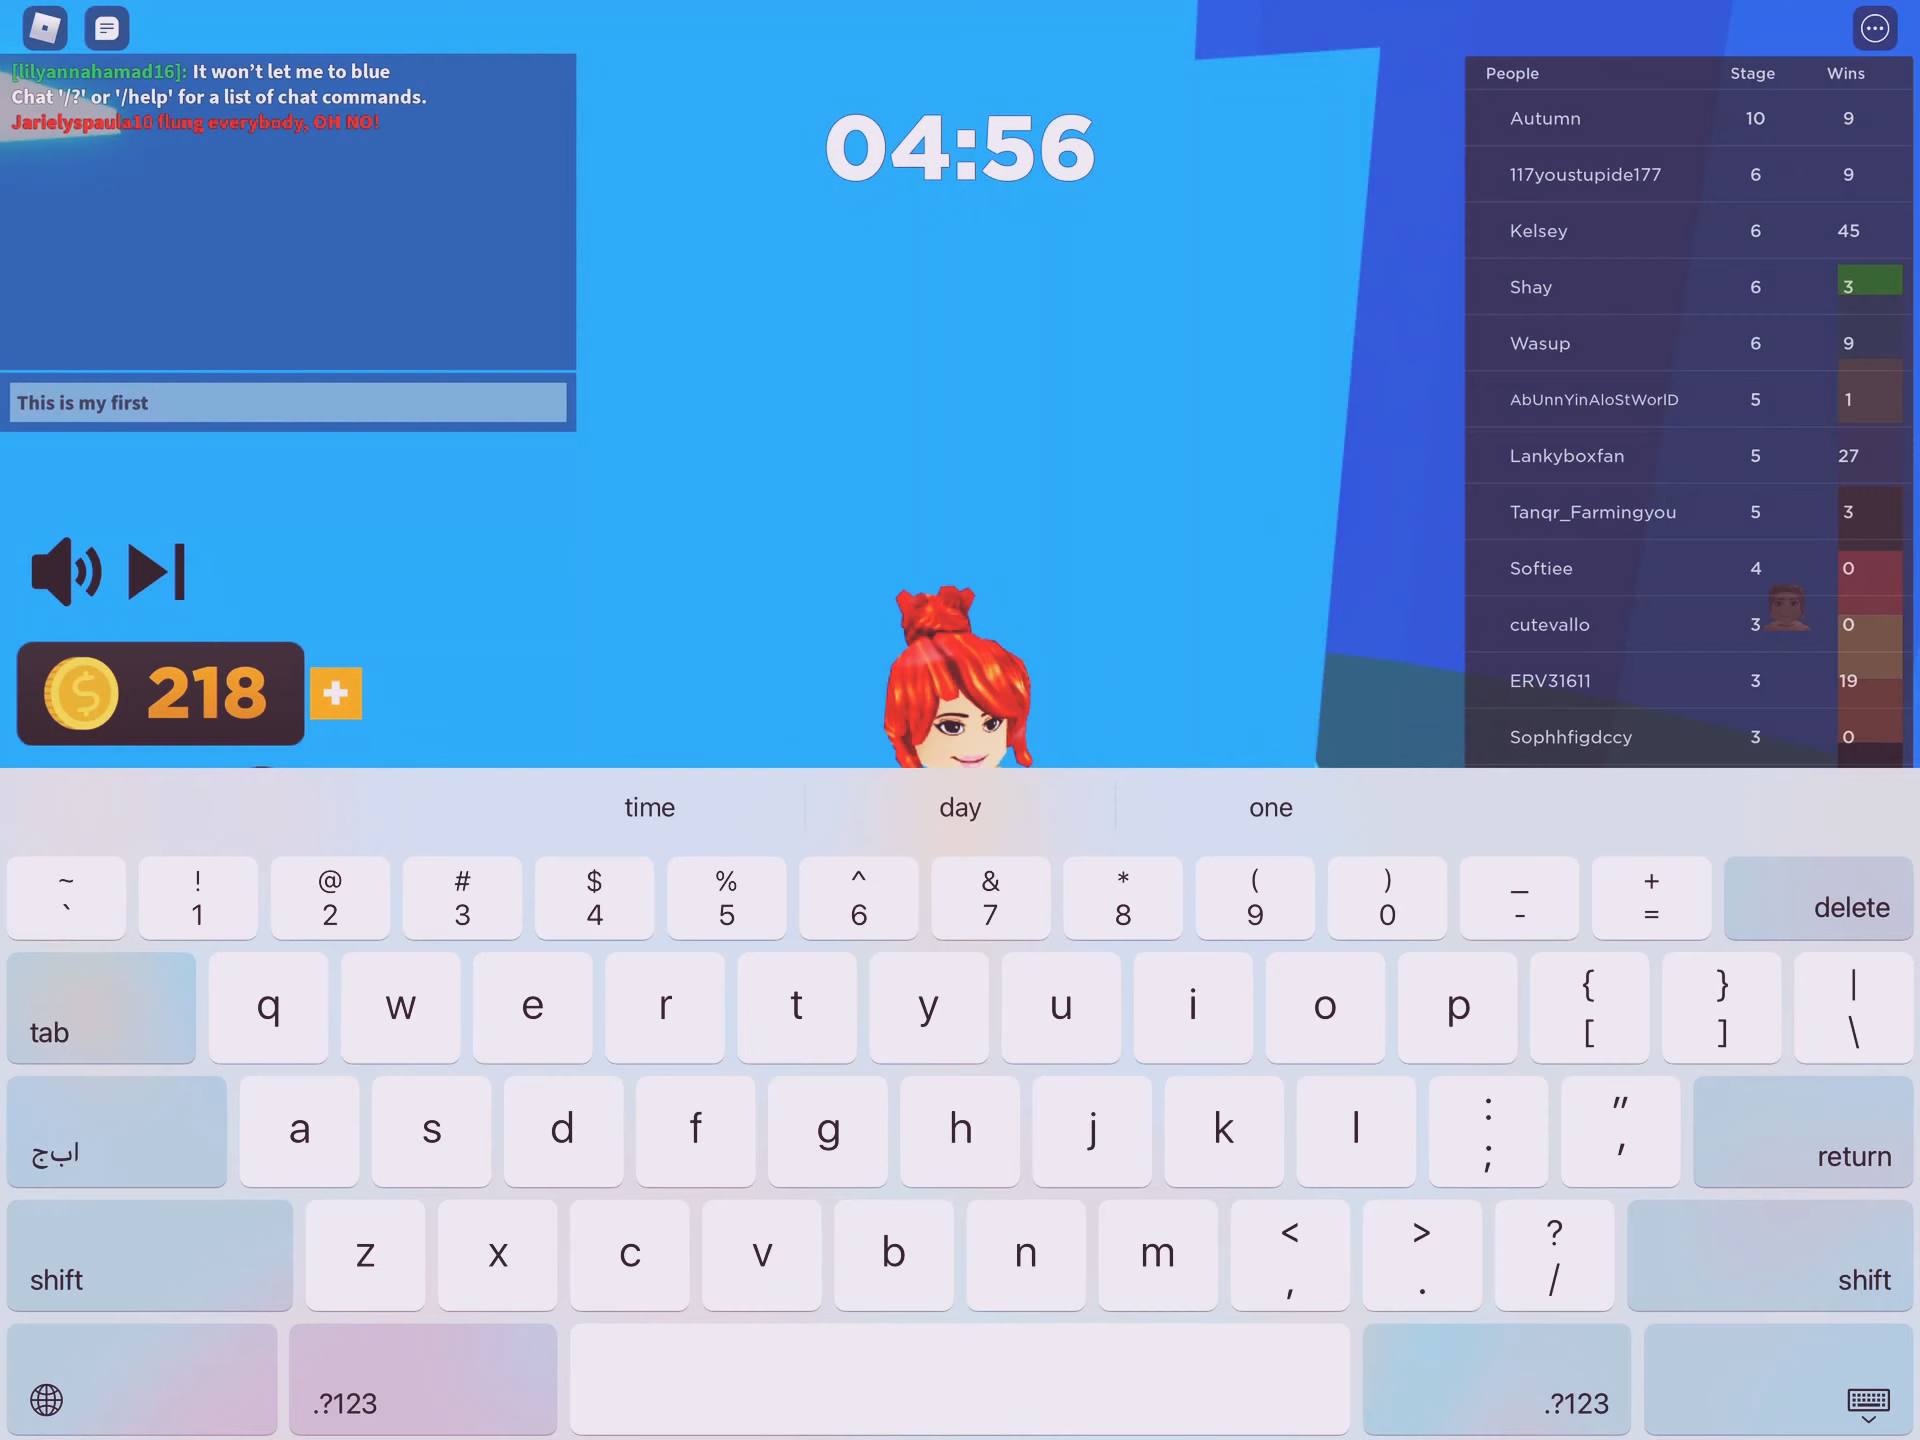 [lilyannahamad16]: It won't let me to blue
Chat '/?' or '/help' for a list of chat commands.
Jarielyspaula10 flung everybody, OH NO!
This is my first
04:56
218
People Stage Wins
Autumn 10 9
117youstupide177 6 9
Kelsey 6 45
Shay 6 3
Wasup 6 9
AbUnnYinAloStWorlD 5 1
Lankyboxfan 5 27
Tanqr_Farmingyou 5 3
Softiee 4 0
cutevallo 3 0
ERV31611 3 19
Sophhfigdccy 3 0
time day one
~ ! @ # $ % ^ & * ( ) _ +
` 1 2 3 4 5 6 7 8 9 0 - = delete
tab q w e r t y u i o p { } |
[ ] \
ابج a s d f g h j k l : "
; ' return
shift z x c v b n m < > ?
, . / shift
.?123 .?123